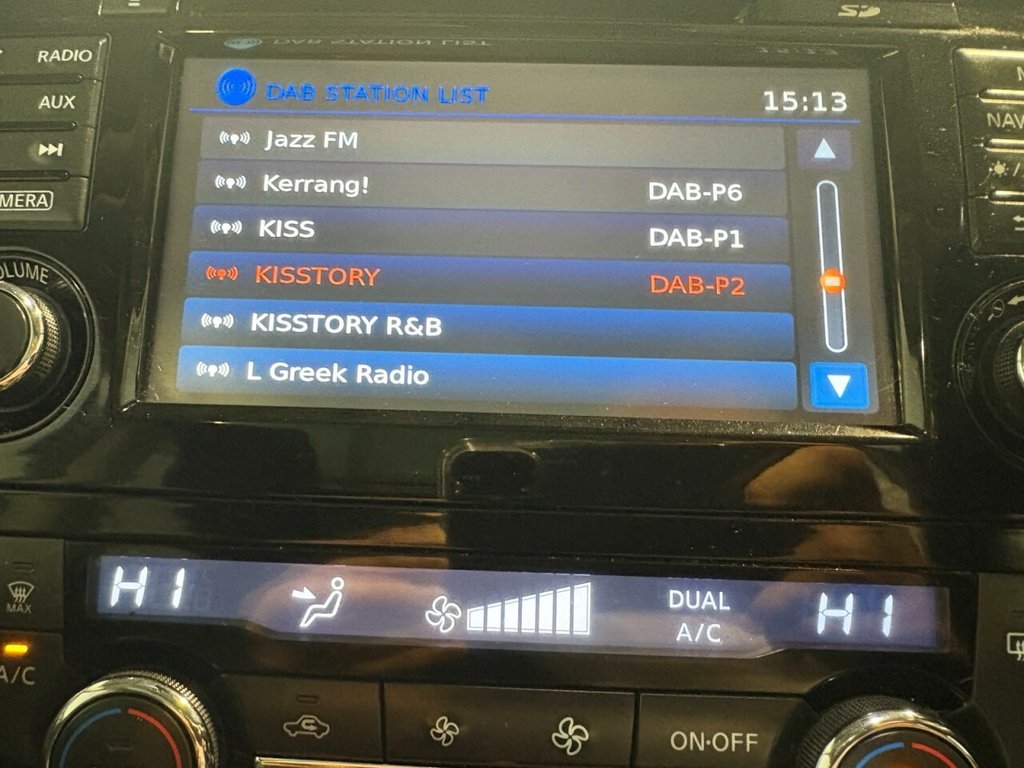 SD
RADIO
AUX
DAB STATION LIST
15:13
Jazz FM
Kerrang!
DAB-P6
KISS
DAB-P1
KISSTORY
DAB-P2
KISSTORY R&B
L Greek Radio
MERA
VOLUME
NAV
HI
DUAL
A/C
HI
MAX
A/C
ON·OFF